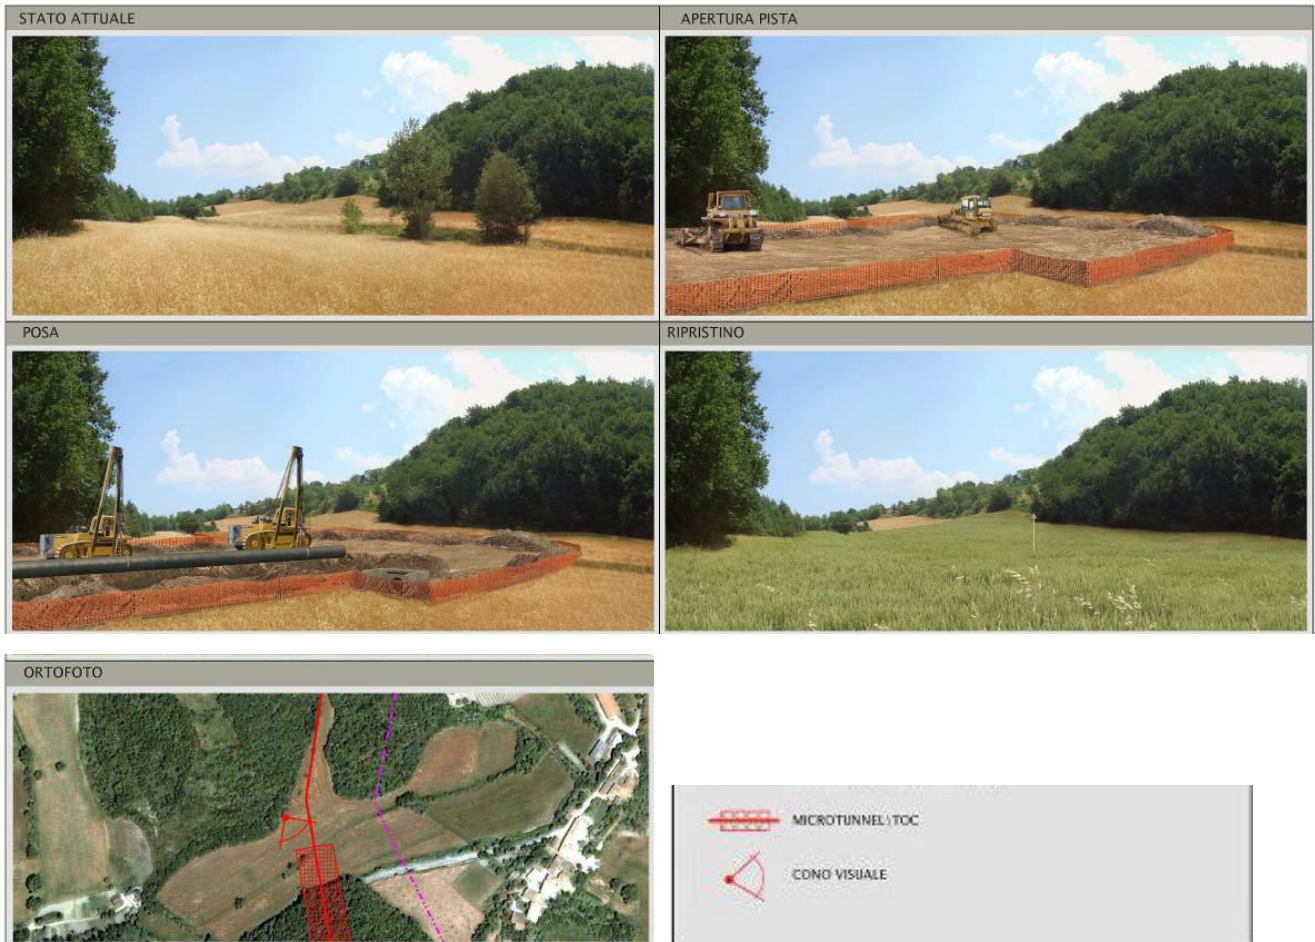 STATO ATTUALE
APERTURA PISTA
POSA
RIPRISTINO
ORTOFOTO
MICROTUNNEL\TOC
CONO VISUALE